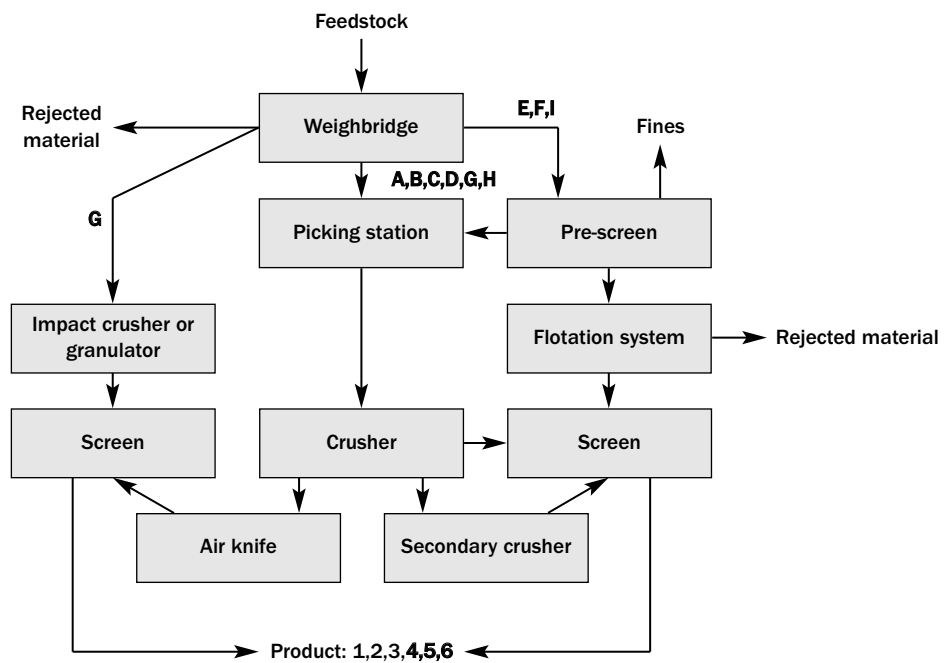 Feedstock
Rejected
material
Weighbridge
E,F,I
Fines
A,B,C,D,G,H
G
Picking station
Pre-screen
Impact crusher or
granulator
Flotation system
Rejected material
Screen
Crusher
Screen
Air knife
Secondary crusher
Product: 1,2,3,4,5,6